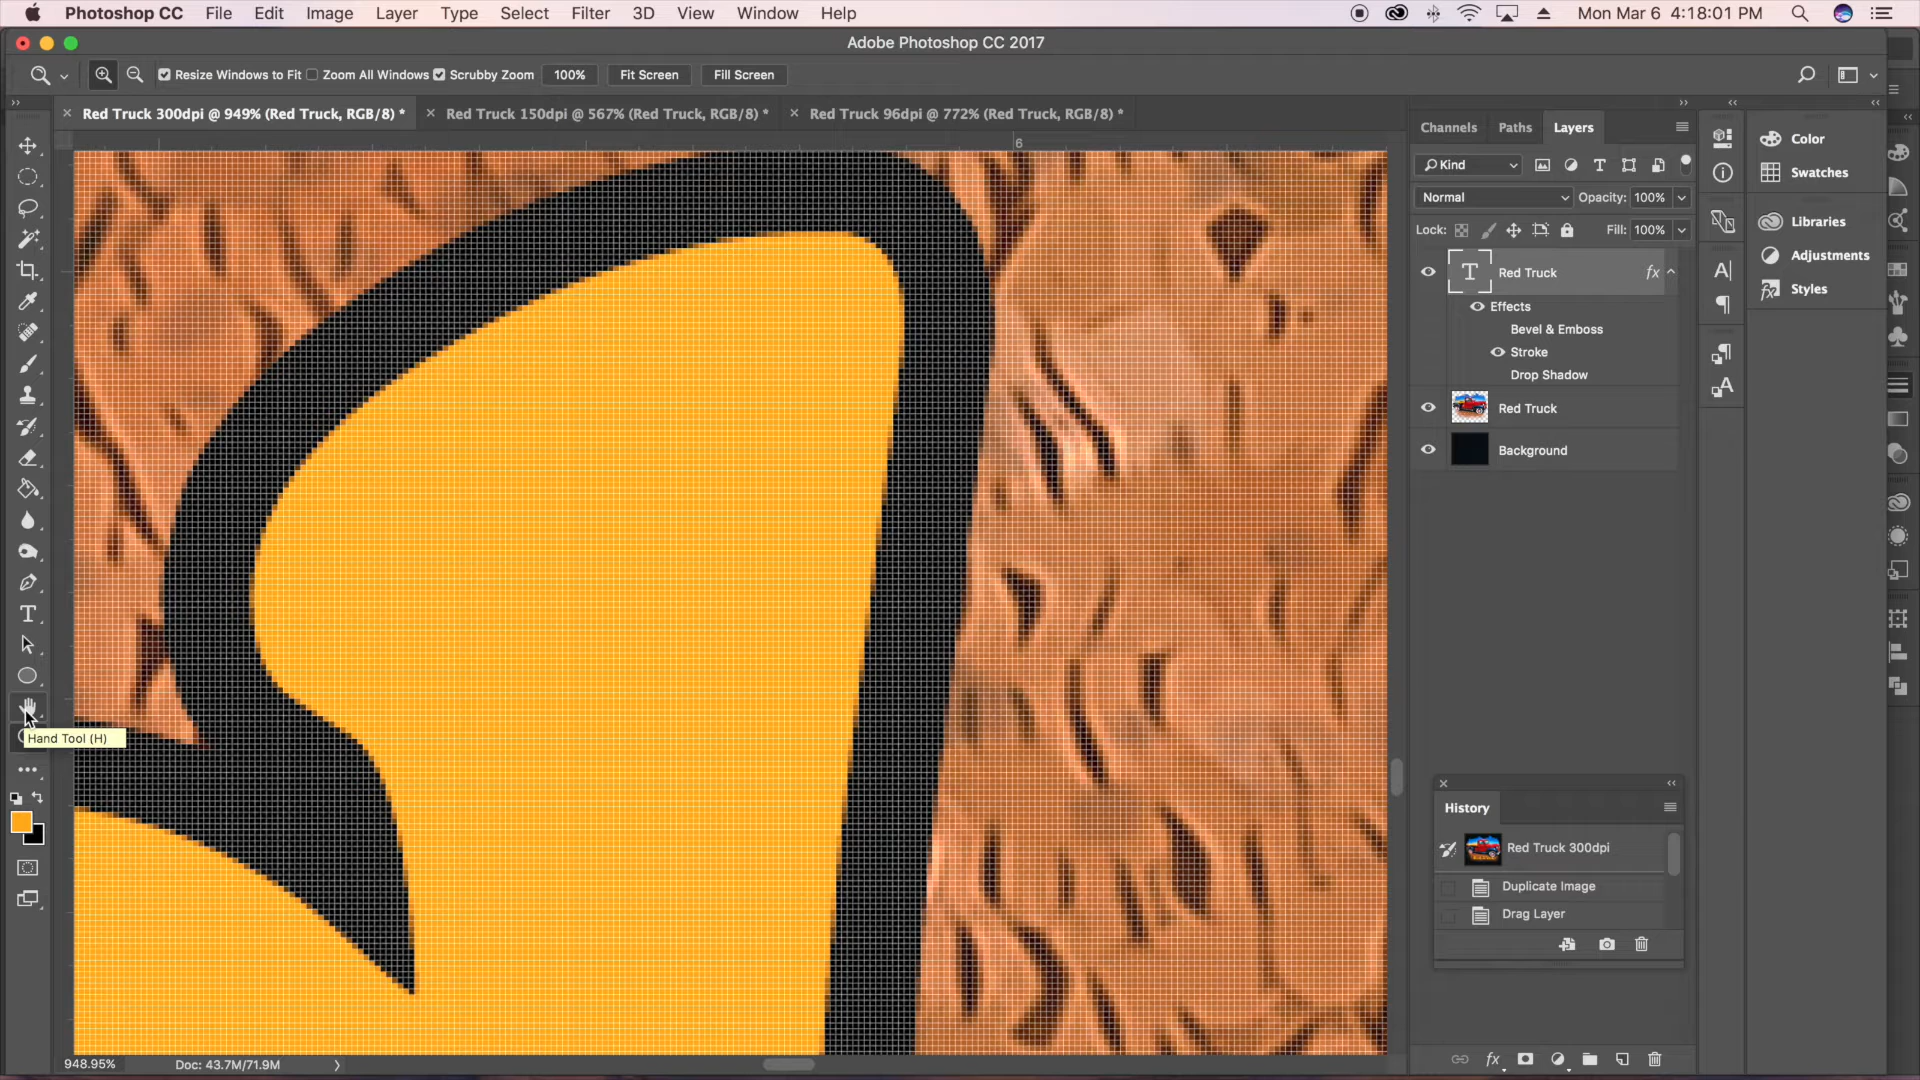 Photoshop CC File Edit Image Layer Type Select Filter 3D View Window Help Mon Mar 6 4:18:01 PM
Adobe Photoshop CC 2017
Resize Windows to Fit Zoom All Windows Scrubby Zoom 100% Fit Screen Fill Screen
Red Truck 300dpi @ 949% (Red Truck, RGB/8) * Red Truck 150dpi @ 567% (Red Truck, RGB/8) * Red Truck 96dpi @ 772% (Red Truck, RGB/8) *
6
Channels Paths Layers
Kind
Normal Opacity: 100%
Lock: Fill: 100%
Red Truck fx
Effects
Bevel & Emboss
Stroke
Drop Shadow
Red Truck
Background
Color
Swatches
Libraries
Adjustments
Styles
Hand Tool (H)
History
Red Truck 300dpi
Duplicate Image
Drag Layer
948.95% Doc: 43.7M/71.9M
fx